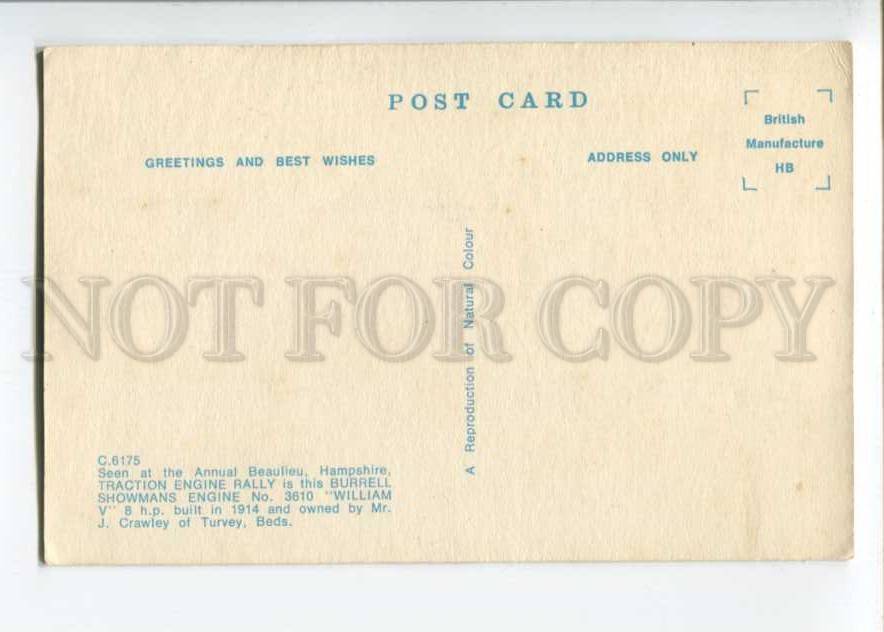 POST CARD
British
Manufacture
HB
GREETINGS AND BEST WISHES
ADDRESS ONLY
A Reproduction of Natural Colour
NOT FOR COPY
C.6175
Seen at the Annual Beaulieu, Hampshire,
TRACTION ENGINE RALLY is this BURRELL
SHOWMANS ENGINE No. 3610 "WILLIAM
V" 8 h.p. built in 1914 and owned by Mr.
J. Crawley of Turvey, Beds.